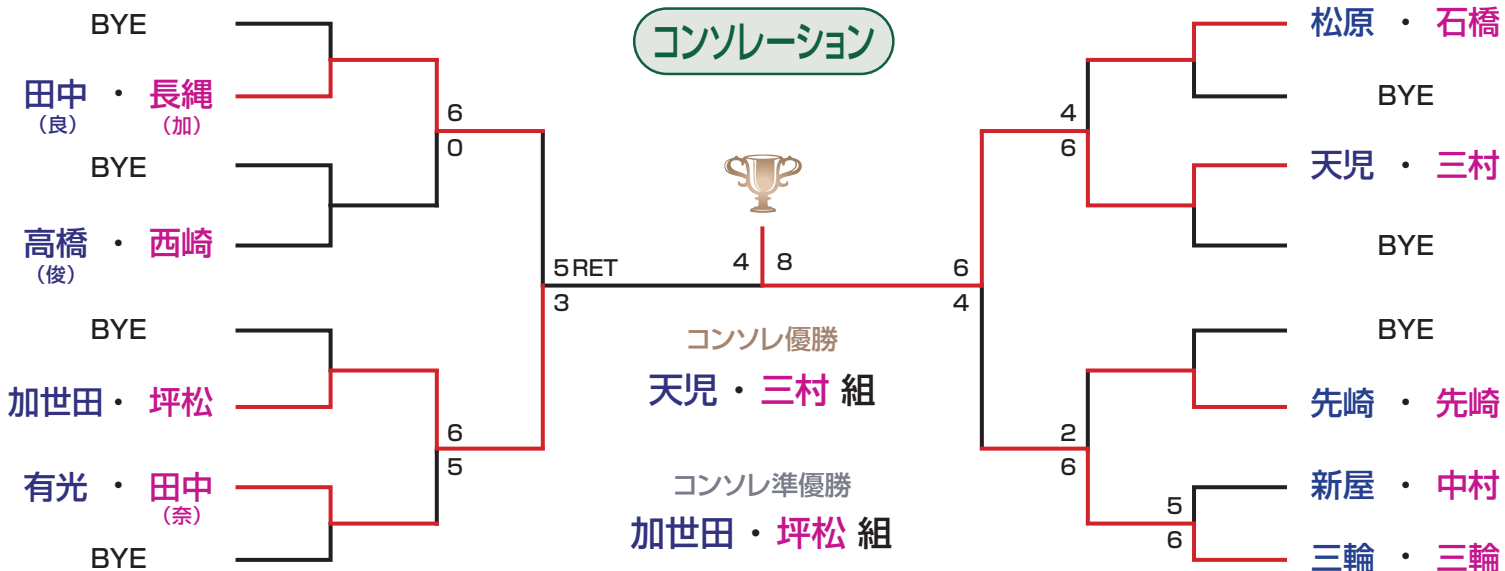 コンソレーション
BYE
田中 ・ 長縄
（良） （加）
6
0
BYE
高橋 ・ 西崎
（俊）
5 RET
3
BYE
加世田・ 坪松
6
5
有光 ・ 田中
（奈）
BYE
4 8
コンソレ優勝
天児 ・ 三村 組
コンソレ準優勝
加世田 ・ 坪松 組
松原 ・ 石橋
BYE
4
6
天児 ・ 三村
BYE
6
4
BYE
先崎 ・ 先崎
2
6
新屋 ・ 中村
5
6
三輪 ・ 三輪